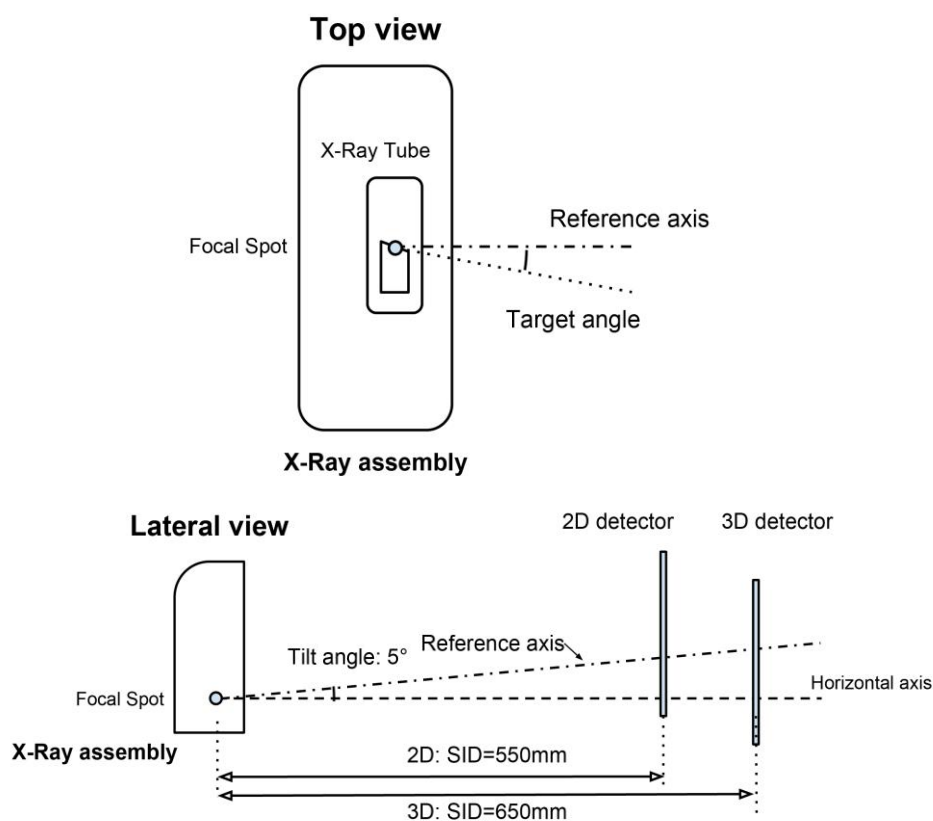 Top view
X-Ray Tube
Reference axis
Focal Spot
Target angle
X-Ray assembly
Lateral view
2D detector
3D detector
Reference axis
Tilt angle: 5°
Horizontal axis
Focal Spot
X-Ray assembly
2D: SID=550mm
3D: SID=650mm